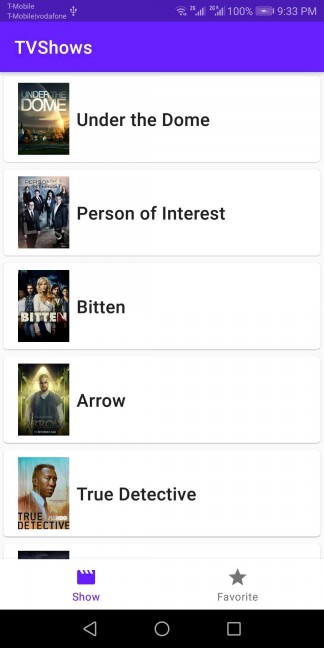 T-Mobile
T-Mobile|vodafone
100%
9:33 PM
TVShows
UNDER THE
DOME
Under the Dome
PERSON OF
INTEREST
Person of Interest
BITTEN
Bitten
ARROW
Arrow
TRUE
DETECTIVE
True Detective
Show
Favorite